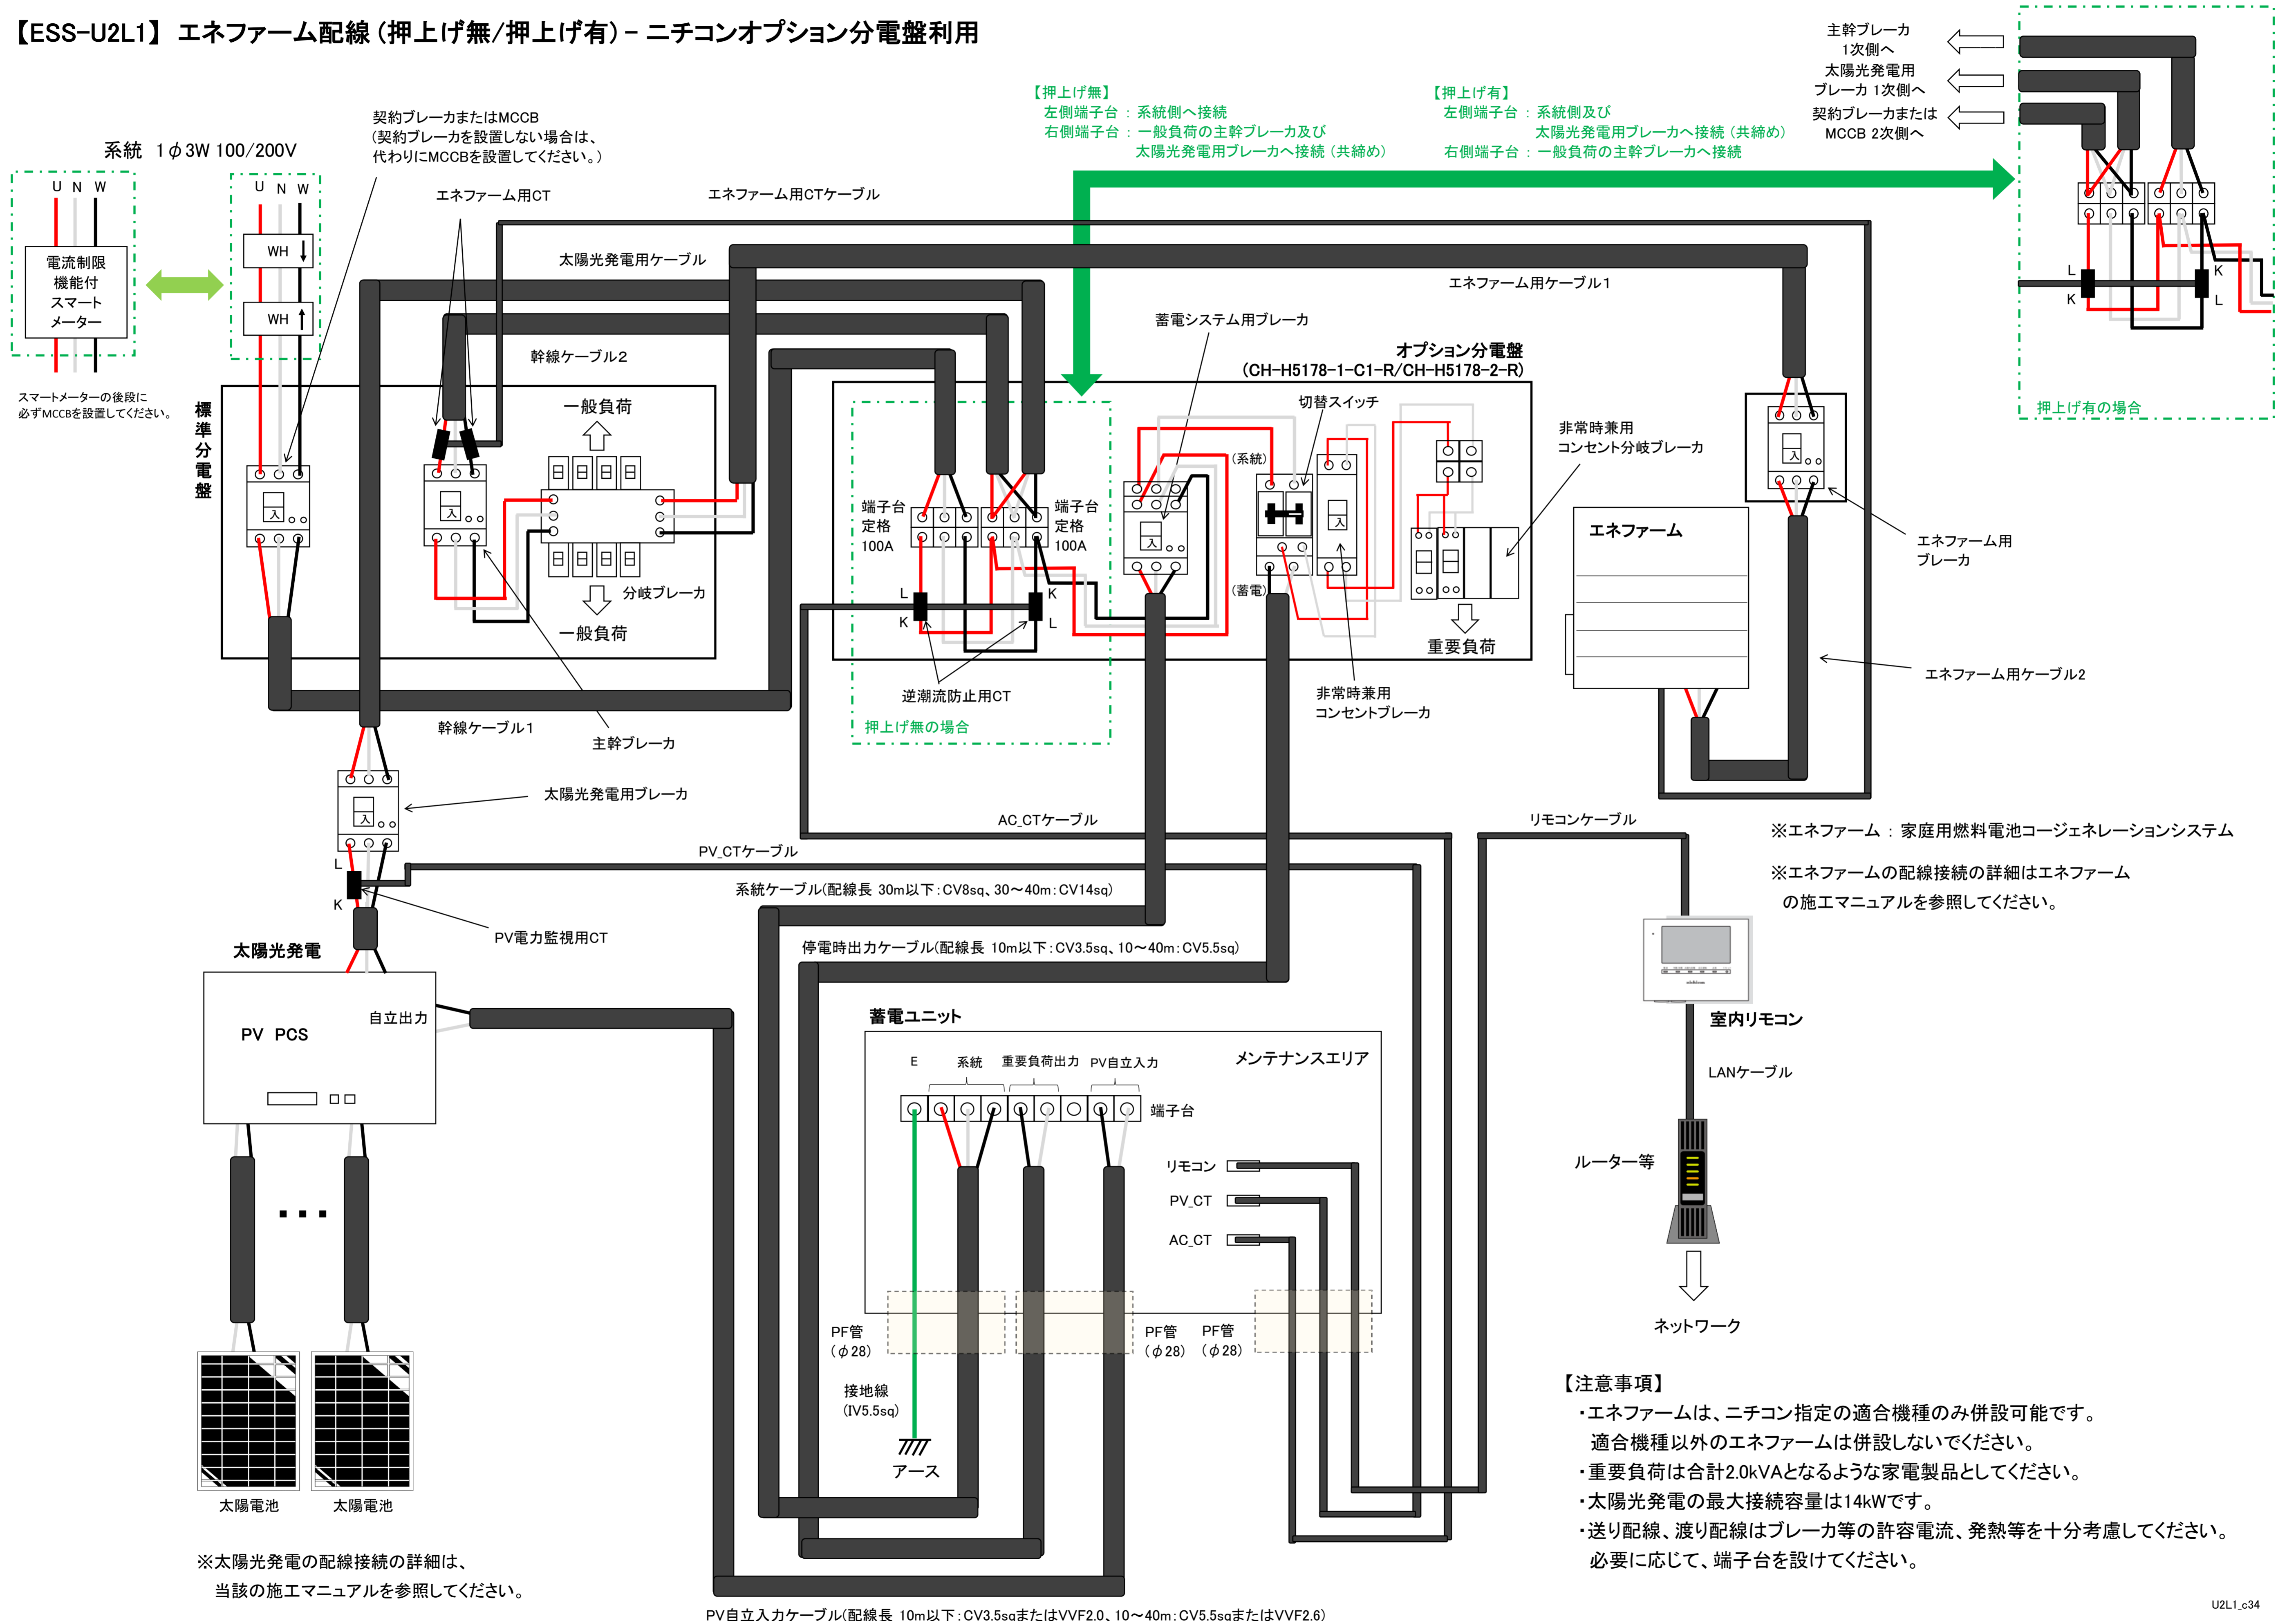 【ESS-U2L1】 エネファーム配線（押上げ無/押上げ有）－ ニチコンオプション分電盤利用
主幹ブレーカ
1次側へ
太陽光発電用
ブレーカ 1次側へ
契約ブレーカまたは
MCCB 2次側へ
【押上げ無】
左側端子台 ： 系統側へ接続
右側端子台 ： 一般負荷の主幹ブレーカ及び
太陽光発電用ブレーカへ接続（共締め）
【押上げ有】
左側端子台 ： 系統側及び
太陽光発電用ブレーカへ接続（共締め）
右側端子台 ： 一般負荷の主幹ブレーカへ接続
契約ブレーカまたはMCCB
（契約ブレーカを設置しない場合は、
代わりにMCCBを設置してください。）
系統 1φ3W 100/200V
U N W
U N W
WH
WH
電流制限
機能付
スマート
メーター
スマートメーターの後段に
必ずMCCBを設置してください。
エネファーム用CT
エネファーム用CTケーブル
太陽光発電用ケーブル
エネファーム用ケーブル1
幹線ケーブル2
蓄電システム用ブレーカ
オプション分電盤
（CH-H5178-1-C1-R/CH-H5178-2-R）
L
K
K
L
押上げ有の場合
標準分電盤
一般負荷
入
入
分岐ブレーカ
一般負荷
端子台
定格
100A
端子台
定格
100A
L
K
K
L
逆潮流防止用CT
押上げ無の場合
入
切替スイッチ
（系統）
（蓄電）
入
非常時兼用
コンセント分岐ブレーカ
重要負荷
非常時兼用
コンセントブレーカ
入
エネファーム
エネファーム用
ブレーカ
エネファーム用ケーブル2
幹線ケーブル1
主幹ブレーカ
入
太陽光発電用ブレーカ
L
K
PV電力監視用CT
AC_CTケーブル
リモコンケーブル
PV_CTケーブル
系統ケーブル(配線長 30m以下：CV8sq、30～40m：CV14sq)
停電時出力ケーブル(配線長 10m以下：CV3.5sq、10～40m：CV5.5sq)
※エネファーム ： 家庭用燃料電池コージェネレーションシステム
※エネファームの配線接続の詳細はエネファーム
の施工マニュアルを参照してください。
太陽光発電
自立出力
PV PCS
太陽電池
太陽電池
※太陽光発電の配線接続の詳細は、
当該の施工マニュアルを参照してください。
蓄電ユニット
メンテナンスエリア
E 系統 重要負荷出力 PV自立入力
端子台
リモコン
PV_CT
AC_CT
PF管
（φ28）
PF管
（φ28）
PF管
（φ28）
接地線
（IV5.5sq）
アース
PV自立入力ケーブル(配線長 10m以下：CV3.5sqまたはVVF2.0、10～40m：CV5.5sqまたはVVF2.6)
室内リモコン
LANケーブル
ルーター等
ネットワーク
【注意事項】
・エネファームは、ニチコン指定の適合機種のみ併設可能です。
適合機種以外のエネファームは併設しないでください。
・重要負荷は合計2.0kVAとなるような家電製品としてください。
・太陽光発電の最大接続容量は14kWです。
・送り配線、渡り配線はブレーカ等の許容電流、発熱等を十分考慮してください。
必要に応じて、端子台を設けてください。
U2L1_c34